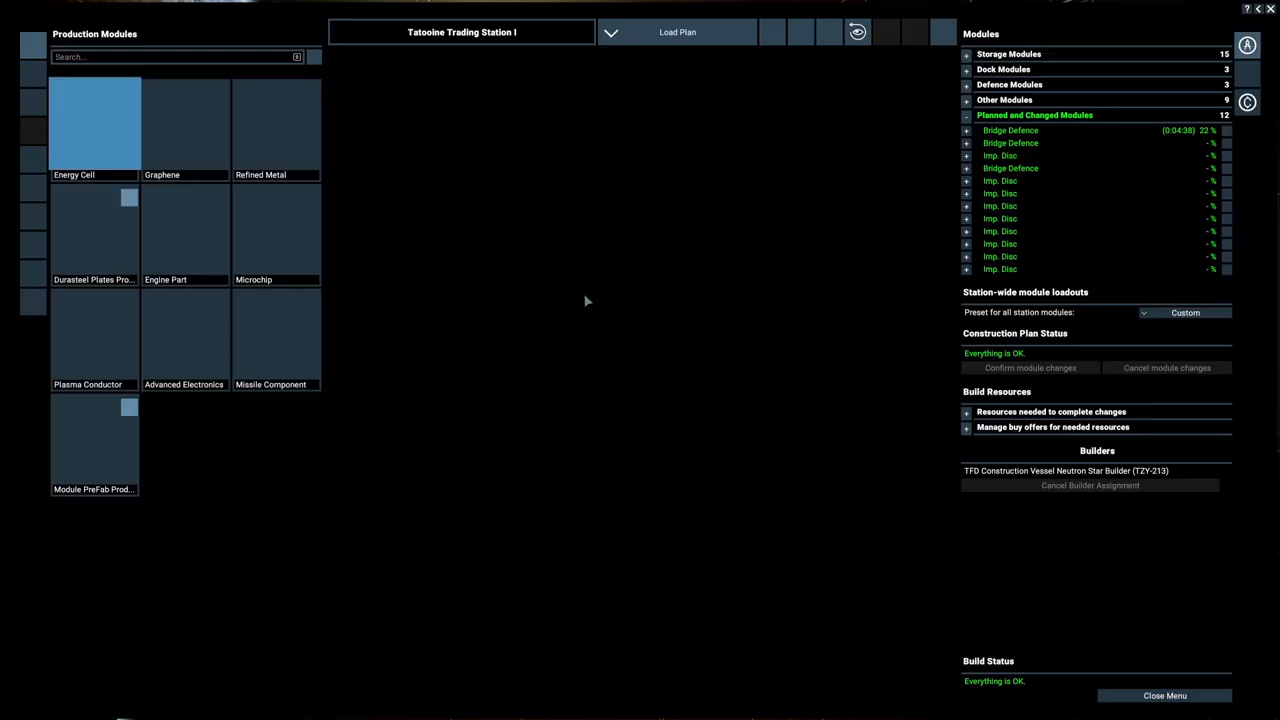 ? < X
Production Modules
Search...
Energy Cell
Graphene
Refined Metal
Durasteel Plates Pro...
Engine Part
Microchip
Plasma Conductor
Advanced Electronics
Missile Component
Module PreFab Prod...
Tatooine Trading Station I
Load Plan
Modules
Storage Modules 15
Dock Modules 3
Defence Modules 3
Other Modules 9
Planned and Changed Modules 12
Bridge Defence (0:04:38) 22 %
Bridge Defence - %
Imp. Disc - %
Bridge Defence - %
Imp. Disc - %
Imp. Disc - %
Imp. Disc - %
Imp. Disc - %
Imp. Disc - %
Imp. Disc - %
Imp. Disc - %
Imp. Disc - %
Station-wide module loadouts
Preset for all station modules: Custom
Construction Plan Status
Everything is OK.
Confirm module changes Cancel module changes
Build Resources
Resources needed to complete changes
Manage buy offers for needed resources
Builders
TFD Construction Vessel Neutron Star Builder (TZY-213)
Cancel Builder Assignment
Build Status
Everything is OK.
Close Menu
A
C